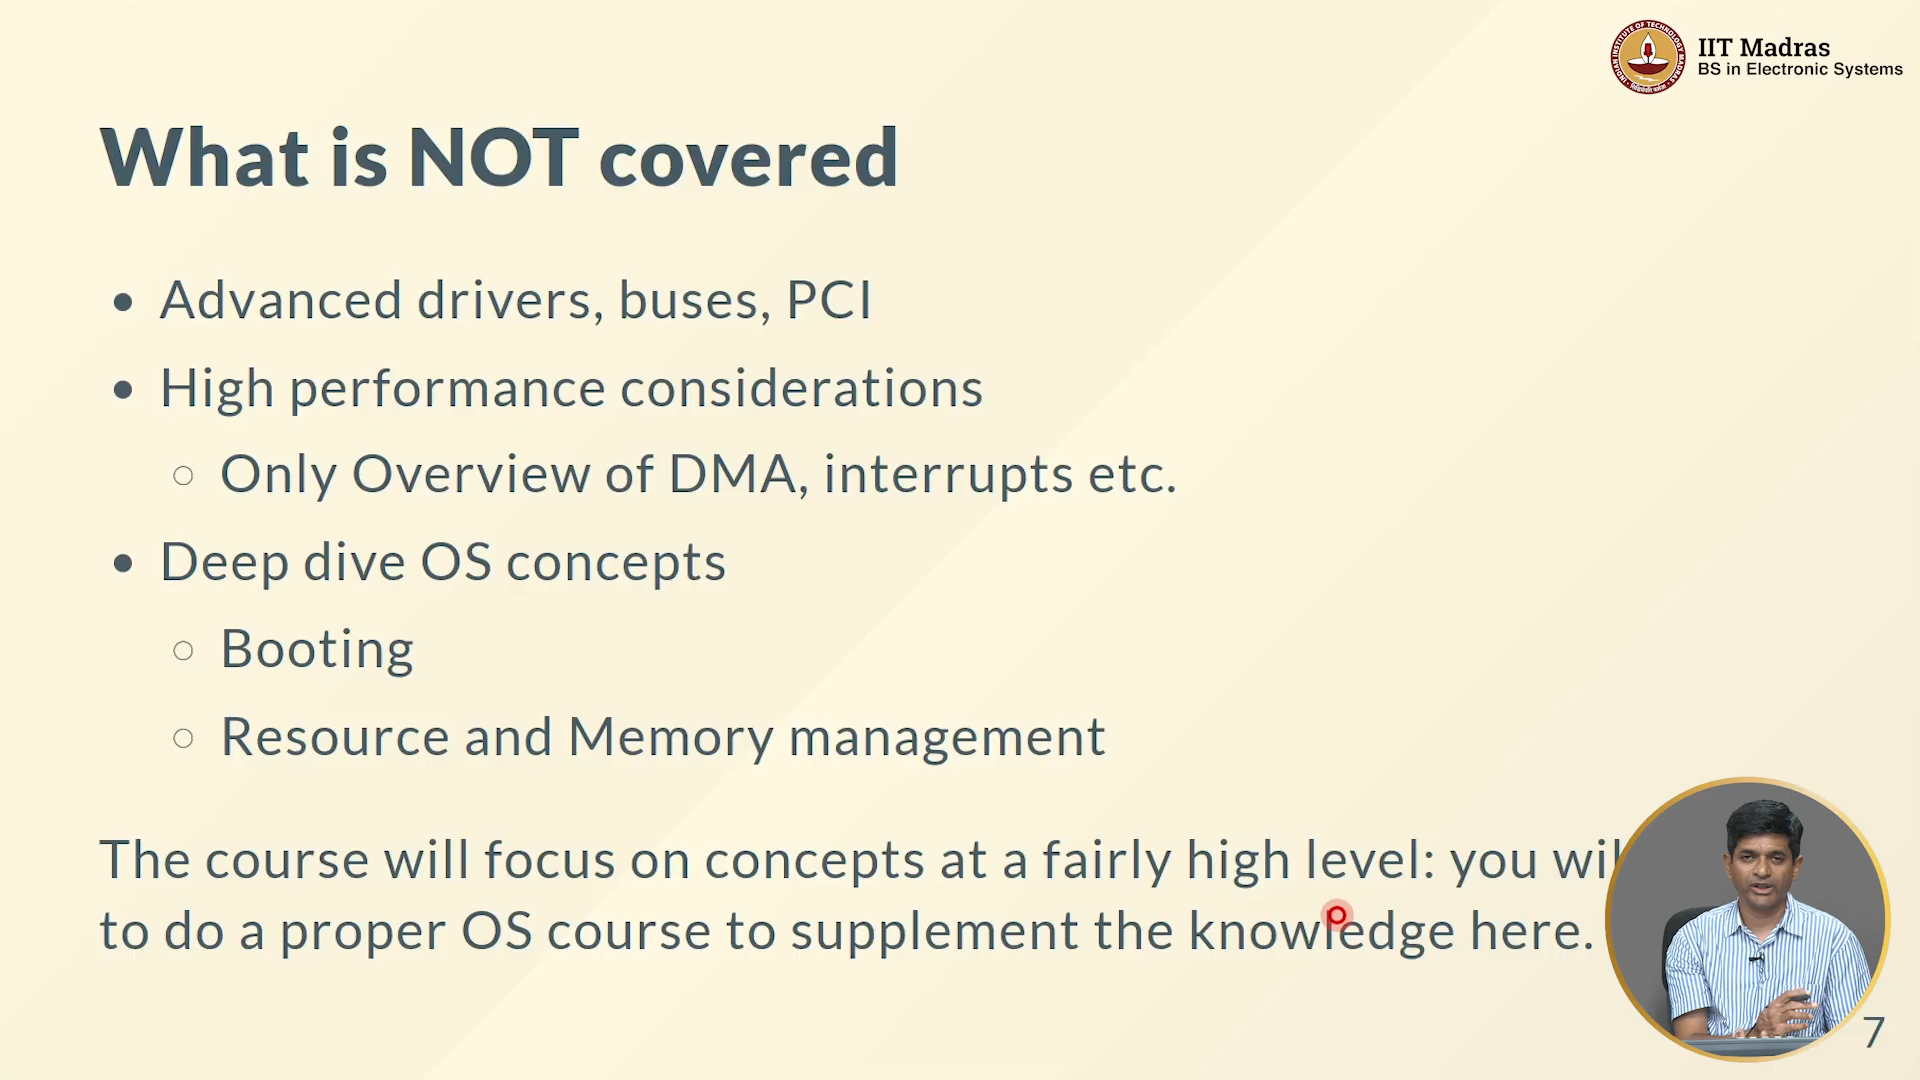 IIT Madras
BS in Electronic Systems
What is NOT covered
• Advanced drivers, buses, PCI
• High performance considerations
○ Only Overview of DMA, interrupts etc.
• Deep dive OS concepts
○ Booting
○ Resource and Memory management
The course will focus on concepts at a fairly high level: you
to do a proper OS course to supplement the knowledge here.
7